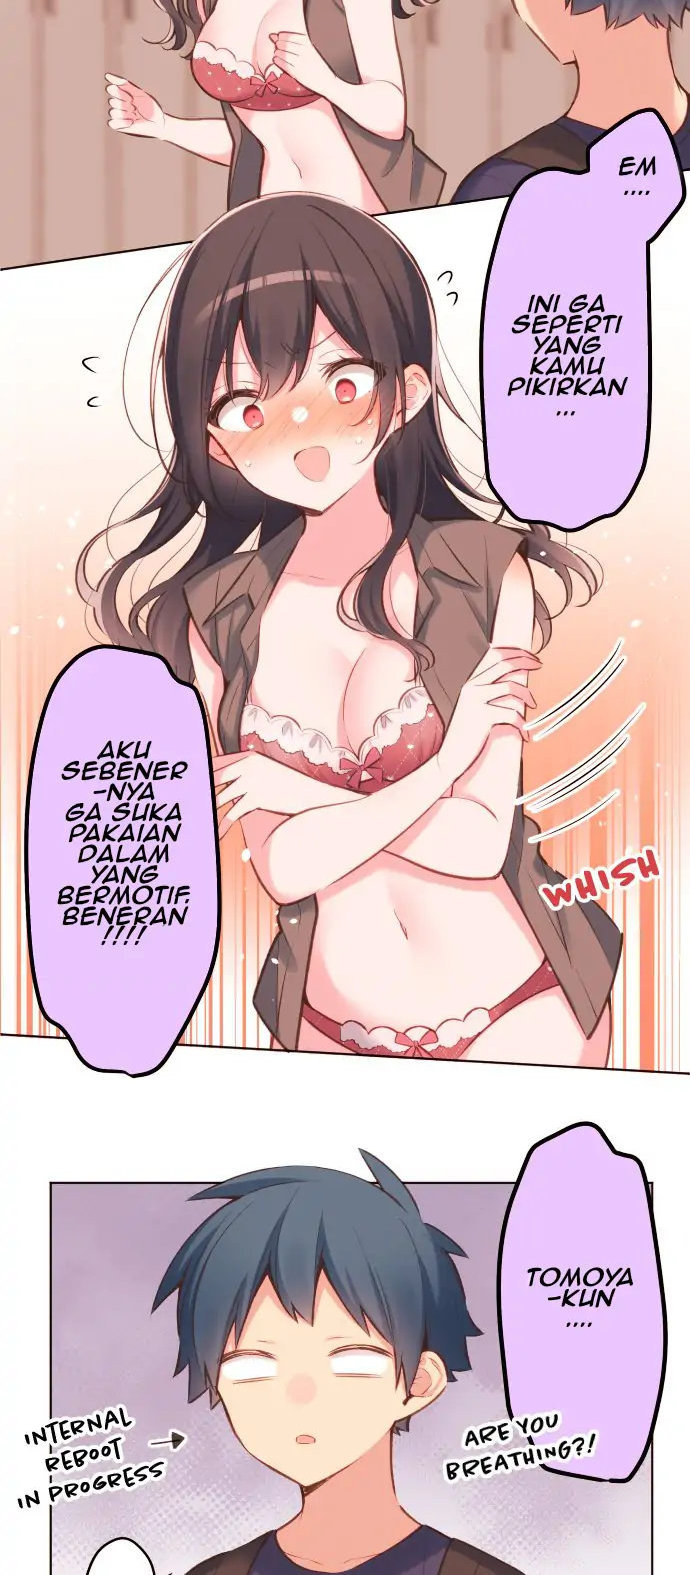 EM
....
INI GA
SEPERTI
YANG
KAMU
PIKIRKAN
...
AKU
SEBENER
-NYA
GA SUKA
PAKAIAN
DALAM
YANG
BERMOTIF.
BENERAN
!!!!
WHISH
TOMOYA
-KUN
....
INTERNAL
REBOOT
IN PROGRESS
ARE YOU
BREATHING?!